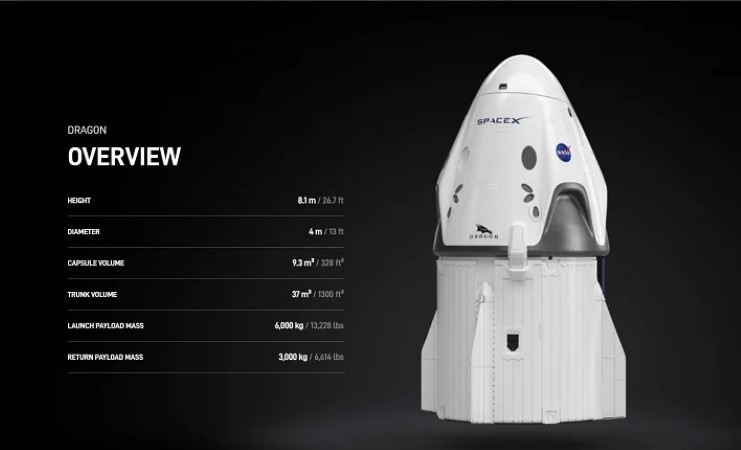 DRAGON
OVERVIEW
HEIGHT 8.1 m / 26.7 ft
DIAMETER 4 m / 13 ft
CAPSULE VOLUME 9.3 m³ / 328 ft³
TRUNK VOLUME 37 m³ / 1300 ft³
LAUNCH PAYLOAD MASS 6,000 kg / 13,228 lbs
RETURN PAYLOAD MASS 3,000 kg / 6,614 lbs
SPACEX
NASA
DRAGON